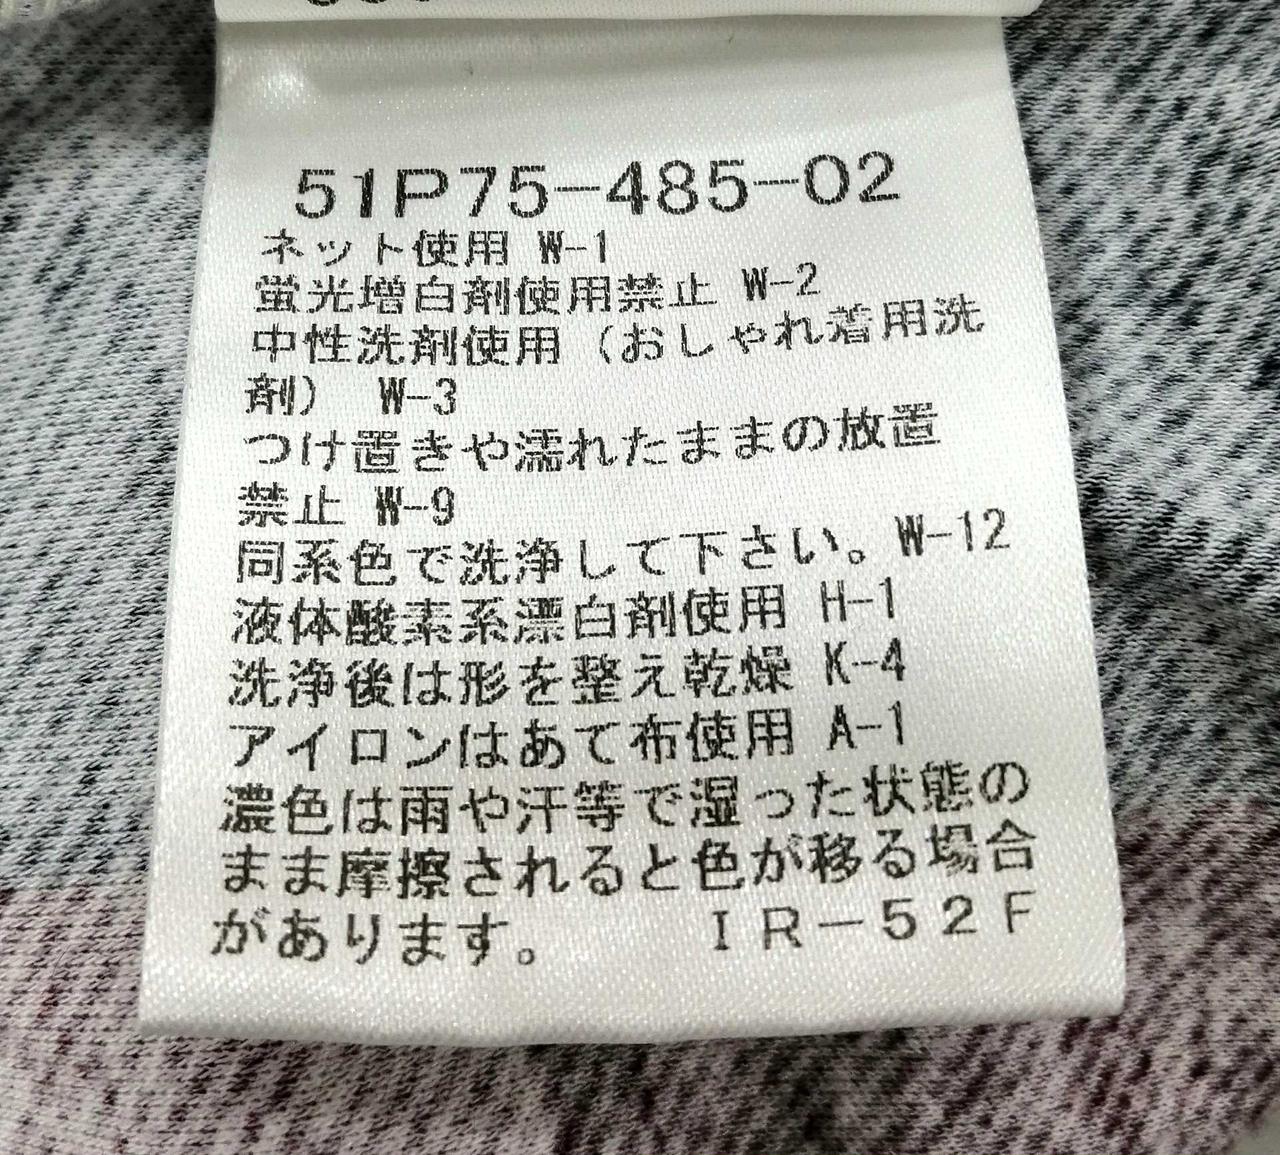 51P75-485-02
ネット使用 W-1
蛍光増白剤使用禁止 W-2
中性洗剤使用(おしゃれ着用洗
剤) W-3
つけ置きや濡れたままの放置
禁止 W-9
同系色で洗浄して下さい。W-12
液体酸素系漂白剤使用 H-1
洗浄後は形を整え乾燥 K-4
アイロンはあて布使用 A-1
濃色は雨や汗等で湿った状態の
まま摩擦されると色が移る場合
があります。 IR-52F